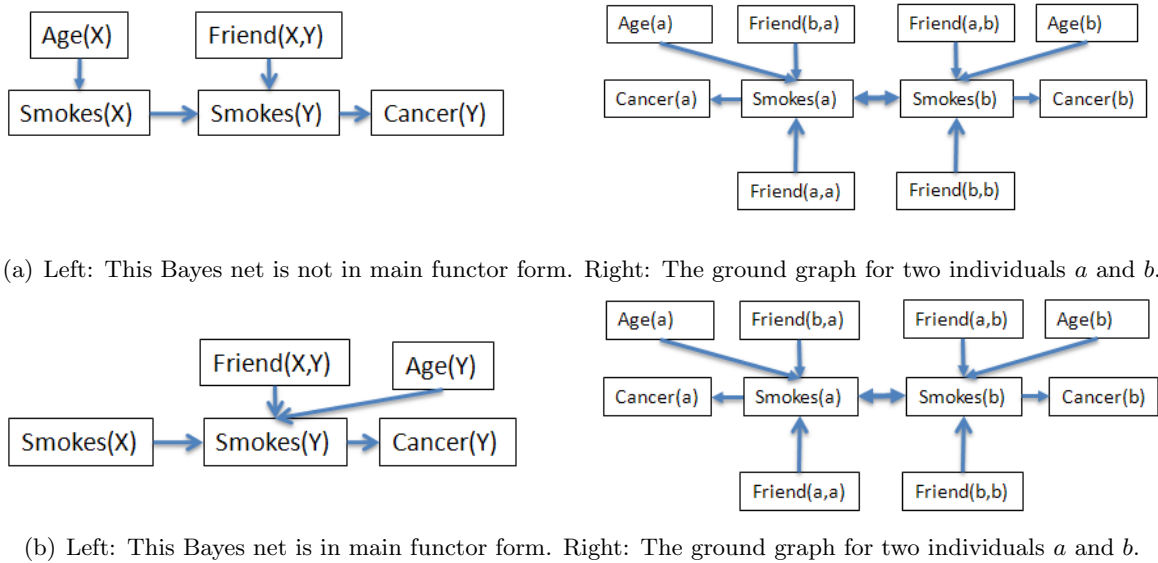 Age(X)
Friend(X,Y)
Smokes(X)
Smokes(Y)
Cancer(Y)
Age(a)
Friend(b,a)
Friend(a,b)
Age(b)
Cancer(a)
Smokes(a)
Smokes(b)
Cancer(b)
Friend(a,a)
Friend(b,b)
(a) Left: This Bayes net is not in main functor form. Right: The ground graph for two individuals a and b.
Friend(X,Y)
Age(Y)
Smokes(X)
Smokes(Y)
Cancer(Y)
Age(a)
Friend(b,a)
Friend(a,b)
Age(b)
Cancer(a)
Smokes(a)
Smokes(b)
Cancer(b)
Friend(a,a)
Friend(b,b)
(b) Left: This Bayes net is in main functor form. Right: The ground graph for two individuals a and b.